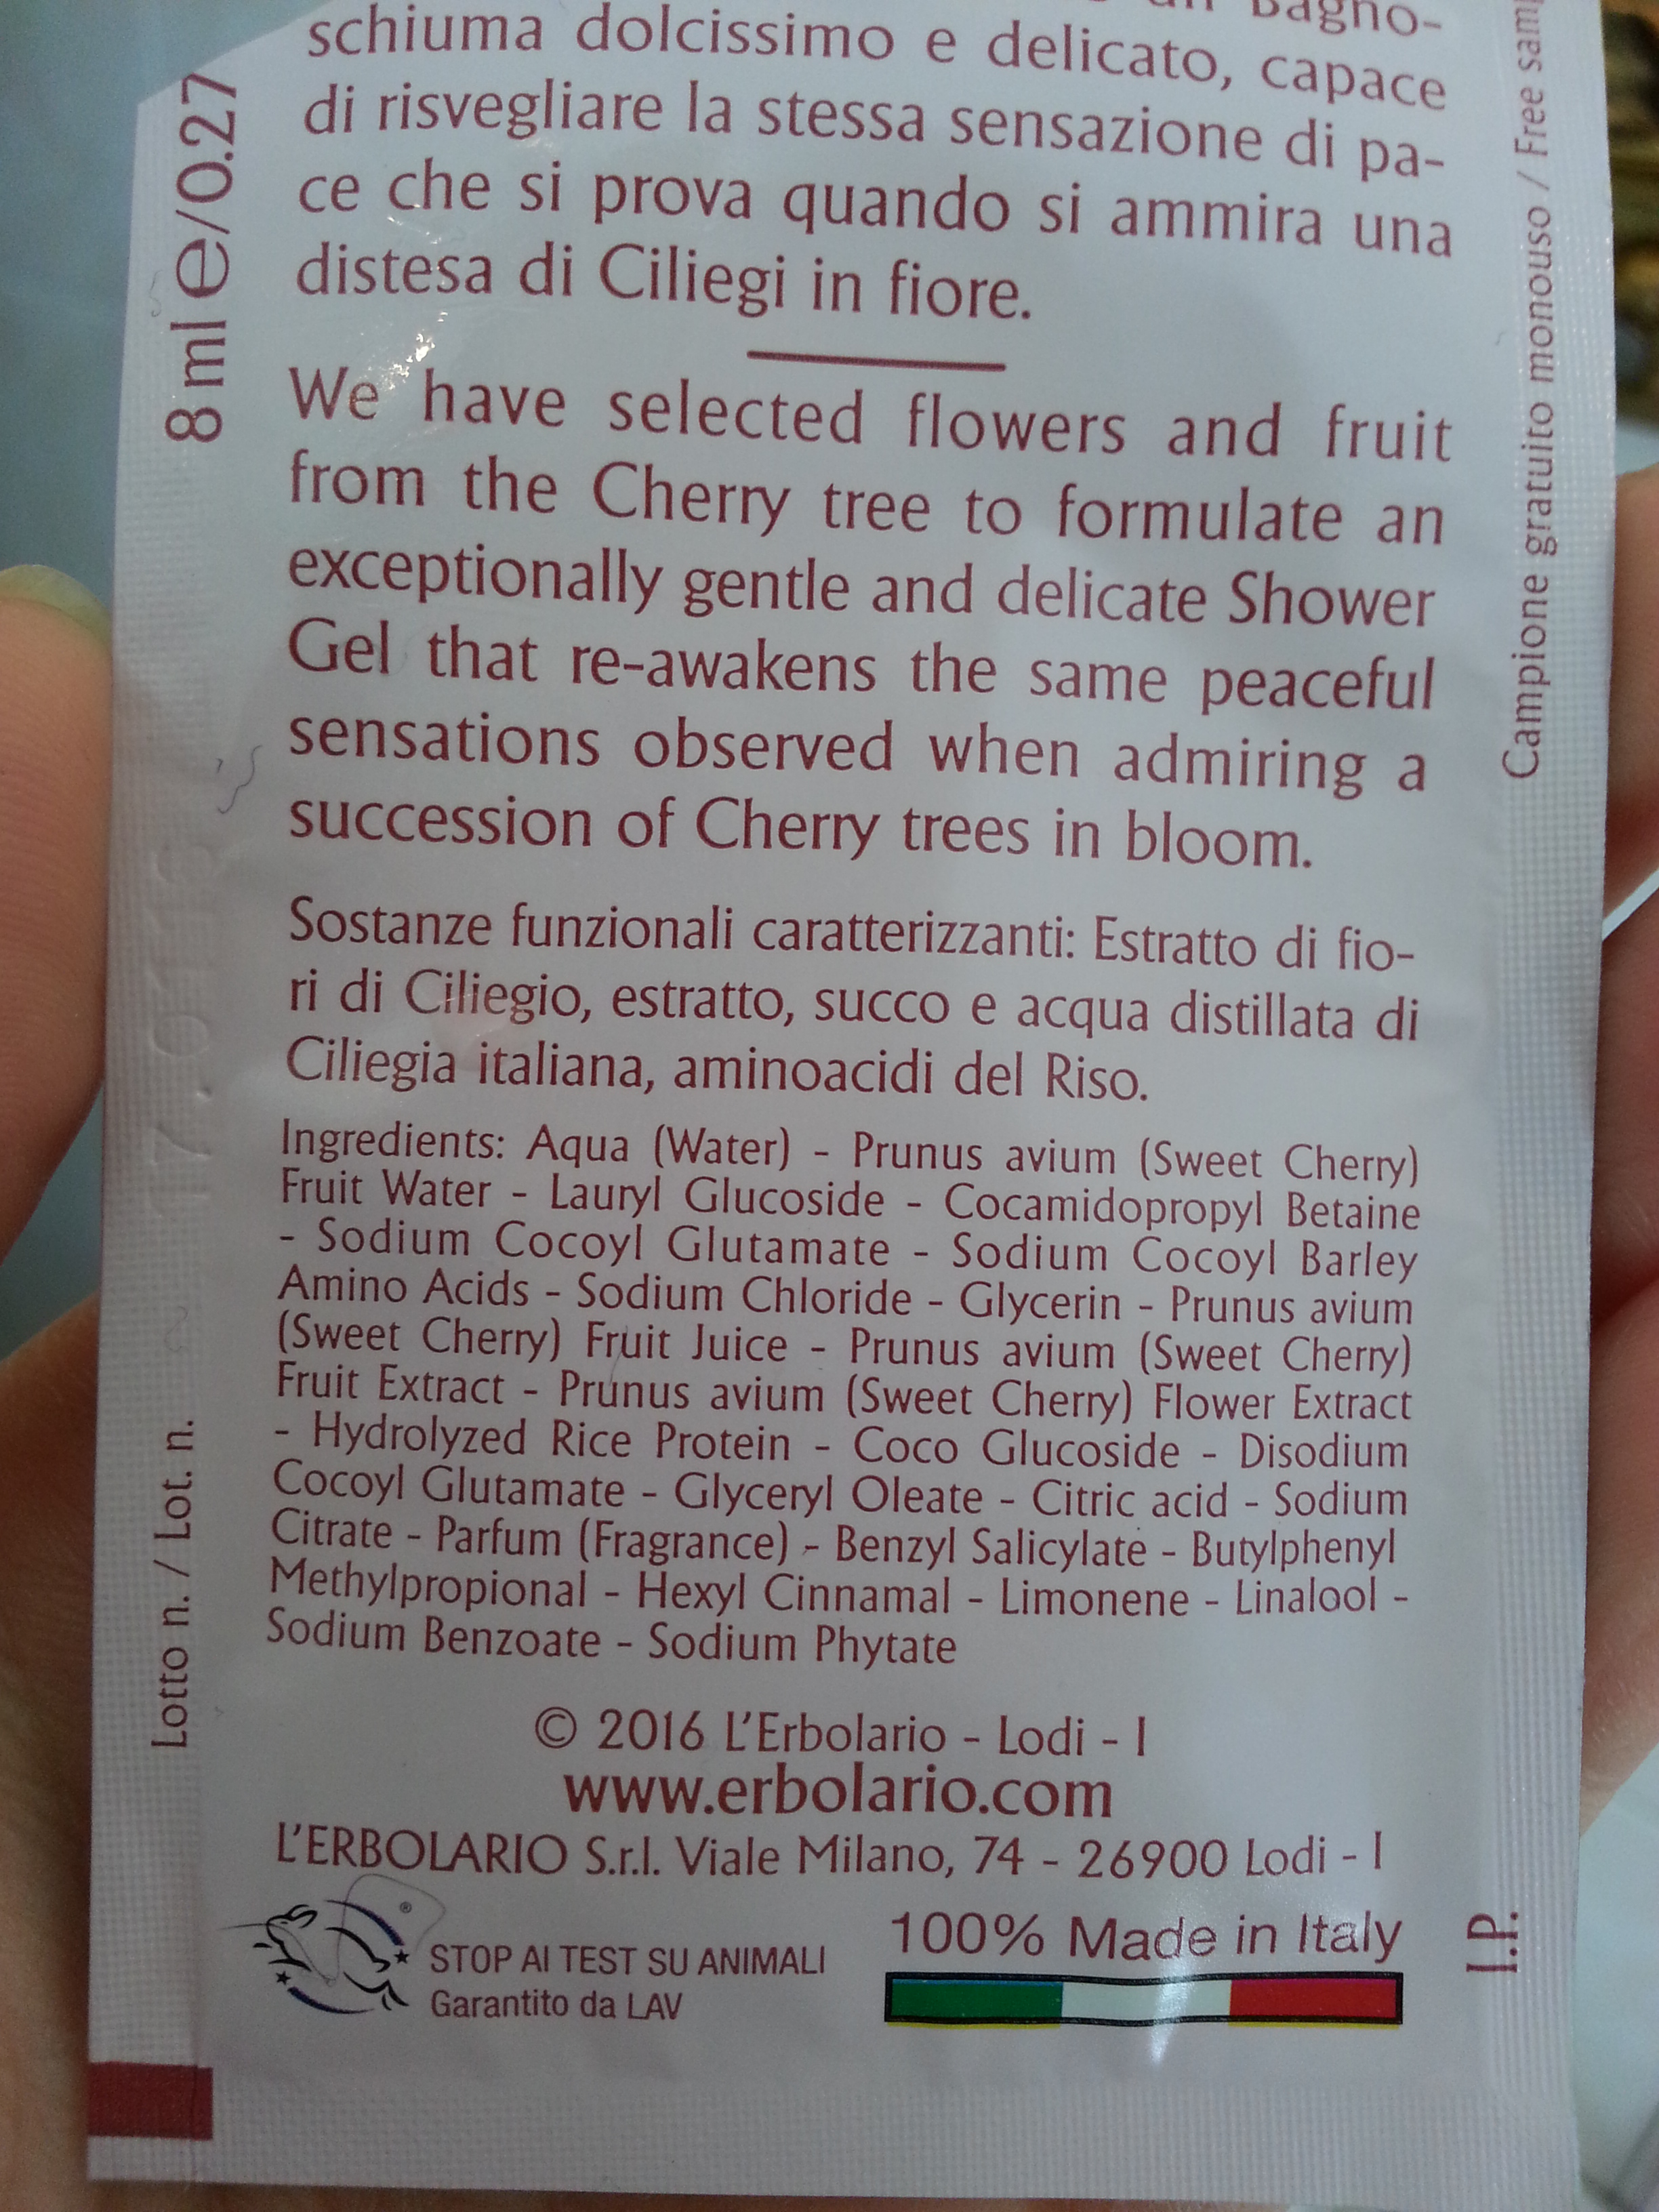 Bagno-
schiuma dolcissimo e delicato, capace
di risvegliare la stessa sensazione di pa-
ce che si prova quando si ammira una
distesa di Ciliegi in fiore.
We have selected flowers and fruit
from the Cherry tree to formulate an
exceptionally gentle and delicate Shower
Gel that re-awakens the same peaceful
sensations observed when admiring a
succession of Cherry trees in bloom.
Sostanze funzionali caratterizzanti: Estratto di fio-
ri di Ciliegio, estratto, succo e acqua distillata di
Ciliegia italiana, aminoacidi del Riso.
Ingredients: Aqua (Water) - Prunus avium (Sweet Cherry)
Fruit Water - Lauryl Glucoside - Cocamidopropyl Betaine
- Sodium Cocoyl Glutamate - Sodium Cocoyl Barley
Amino Acids - Sodium Chloride - Glycerin - Prunus avium
(Sweet Cherry) Fruit Juice - Prunus avium (Sweet Cherry)
Fruit Extract - Prunus avium (Sweet Cherry) Flower Extract
- Hydrolyzed Rice Protein - Coco Glucoside - Disodium
Cocoyl Glutamate - Glyceryl Oleate - Citric acid - Sodium
Citrate - Parfum (Fragrance) - Benzyl Salicylate - Butylphenyl
Methylpropional - Hexyl Cinnamal - Limonene - Linalool -
Sodium Benzoate - Sodium Phytate
© 2016 L'Erbolario - Lodi - I
www.erbolario.com
L'ERBOLARIO S.r.l. Viale Milano, 74 - 26900 Lodi - I
®
STOP AI TEST SU ANIMALI
Garantito da LAV
100% Made in Italy
I.P.
8 ml e/0.27
Lotto n. / Lot. n.
Campione gratuito monouso / Free